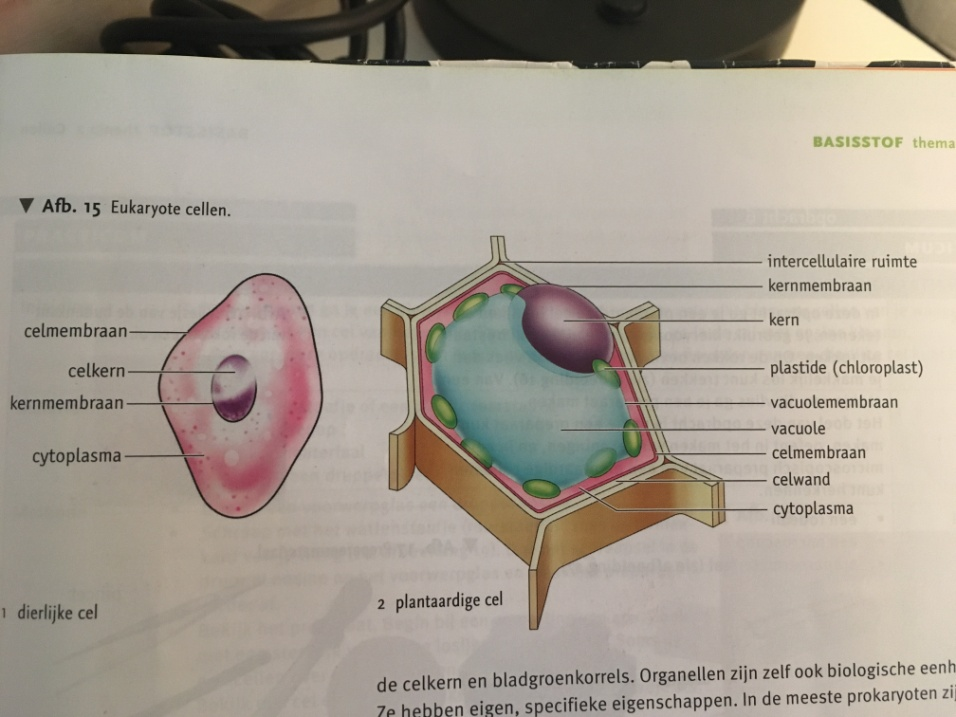 BASISSTOF thema
▼ Afb. 15 Eukaryote cellen.
celmembraan
celkern
kernmembraan
cytoplasma
1 dierlijke cel
intercellulaire ruimte
kernmembraan
kern
plastide (chloroplast)
vacuolemembraan
vacuole
celmembraan
celwand
cytoplasma
2 plantaardige cel
de celkern en bladgroenkorrels. Organellen zijn zelf ook biologische eenh
Ze hebben eigen, specifieke eigenschappen. In de meeste prokaryoten zij